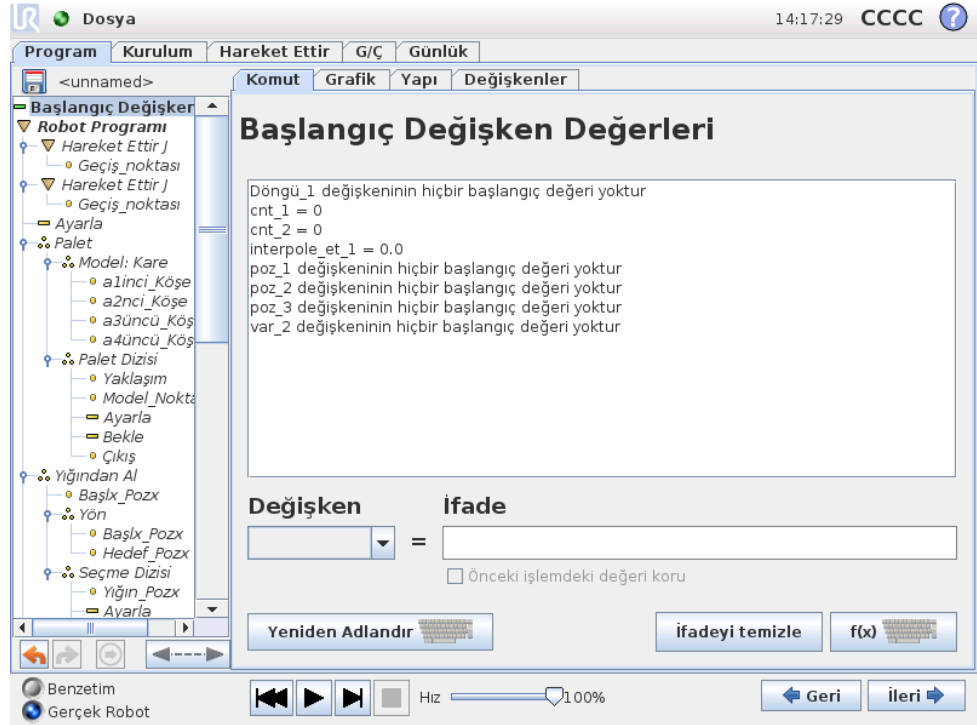 Dosya
14:17:29 CCCC ?
Program Kurulum Hareket Ettir G/Ç Günlük
<unnamed>
Komut Grafik Yapı Değişkenler
Başlangıç Değişker
Robot Programı
Hareket Ettir J
Geçiş_noktası
Hareket Ettir J
Geçiş_noktası
Ayarla
Palet
Model: Kare
a1inci_Köşe
a2nci_Köşe
a3üncü_Köş
a4üncü_Köş
Palet Dizisi
Yaklaşım
Model_Nokta
Ayarla
Bekle
Çıkış
Yığından Al
Başlx_Pozx
Yön
Başlx_Pozx
Hedef_Pozx
Seçme Dizisi
Yığın_Pozx
Ayarla
Başlangıç Değişken Değerleri
Döngü_1 değişkeninin hiçbir başlangıç değeri yoktur
cnt_1 = 0
cnt_2 = 0
interpole_et_1 = 0.0
poz_1 değişkeninin hiçbir başlangıç değeri yoktur
poz_2 değişkeninin hiçbir başlangıç değeri yoktur
poz_3 değişkeninin hiçbir başlangıç değeri yoktur
var_2 değişkeninin hiçbir başlangıç değeri yoktur
Değişken İfade
=
Önceki işlemdeki değeri koru
Yeniden Adlandır İfadeyi temizle f(x)
Benzetim
Gerçek Robot
Hız 100%
Geri İleri